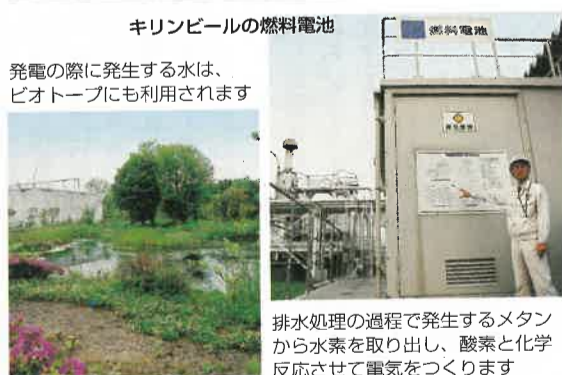 キリンビールの燃料電池
発電の際に発生する水は、
ビオトープにも利用されます
燃料電池
排水処理の過程で発生するメタン
から水素を取り出し、酸素と化学
反応させて電気をつくります